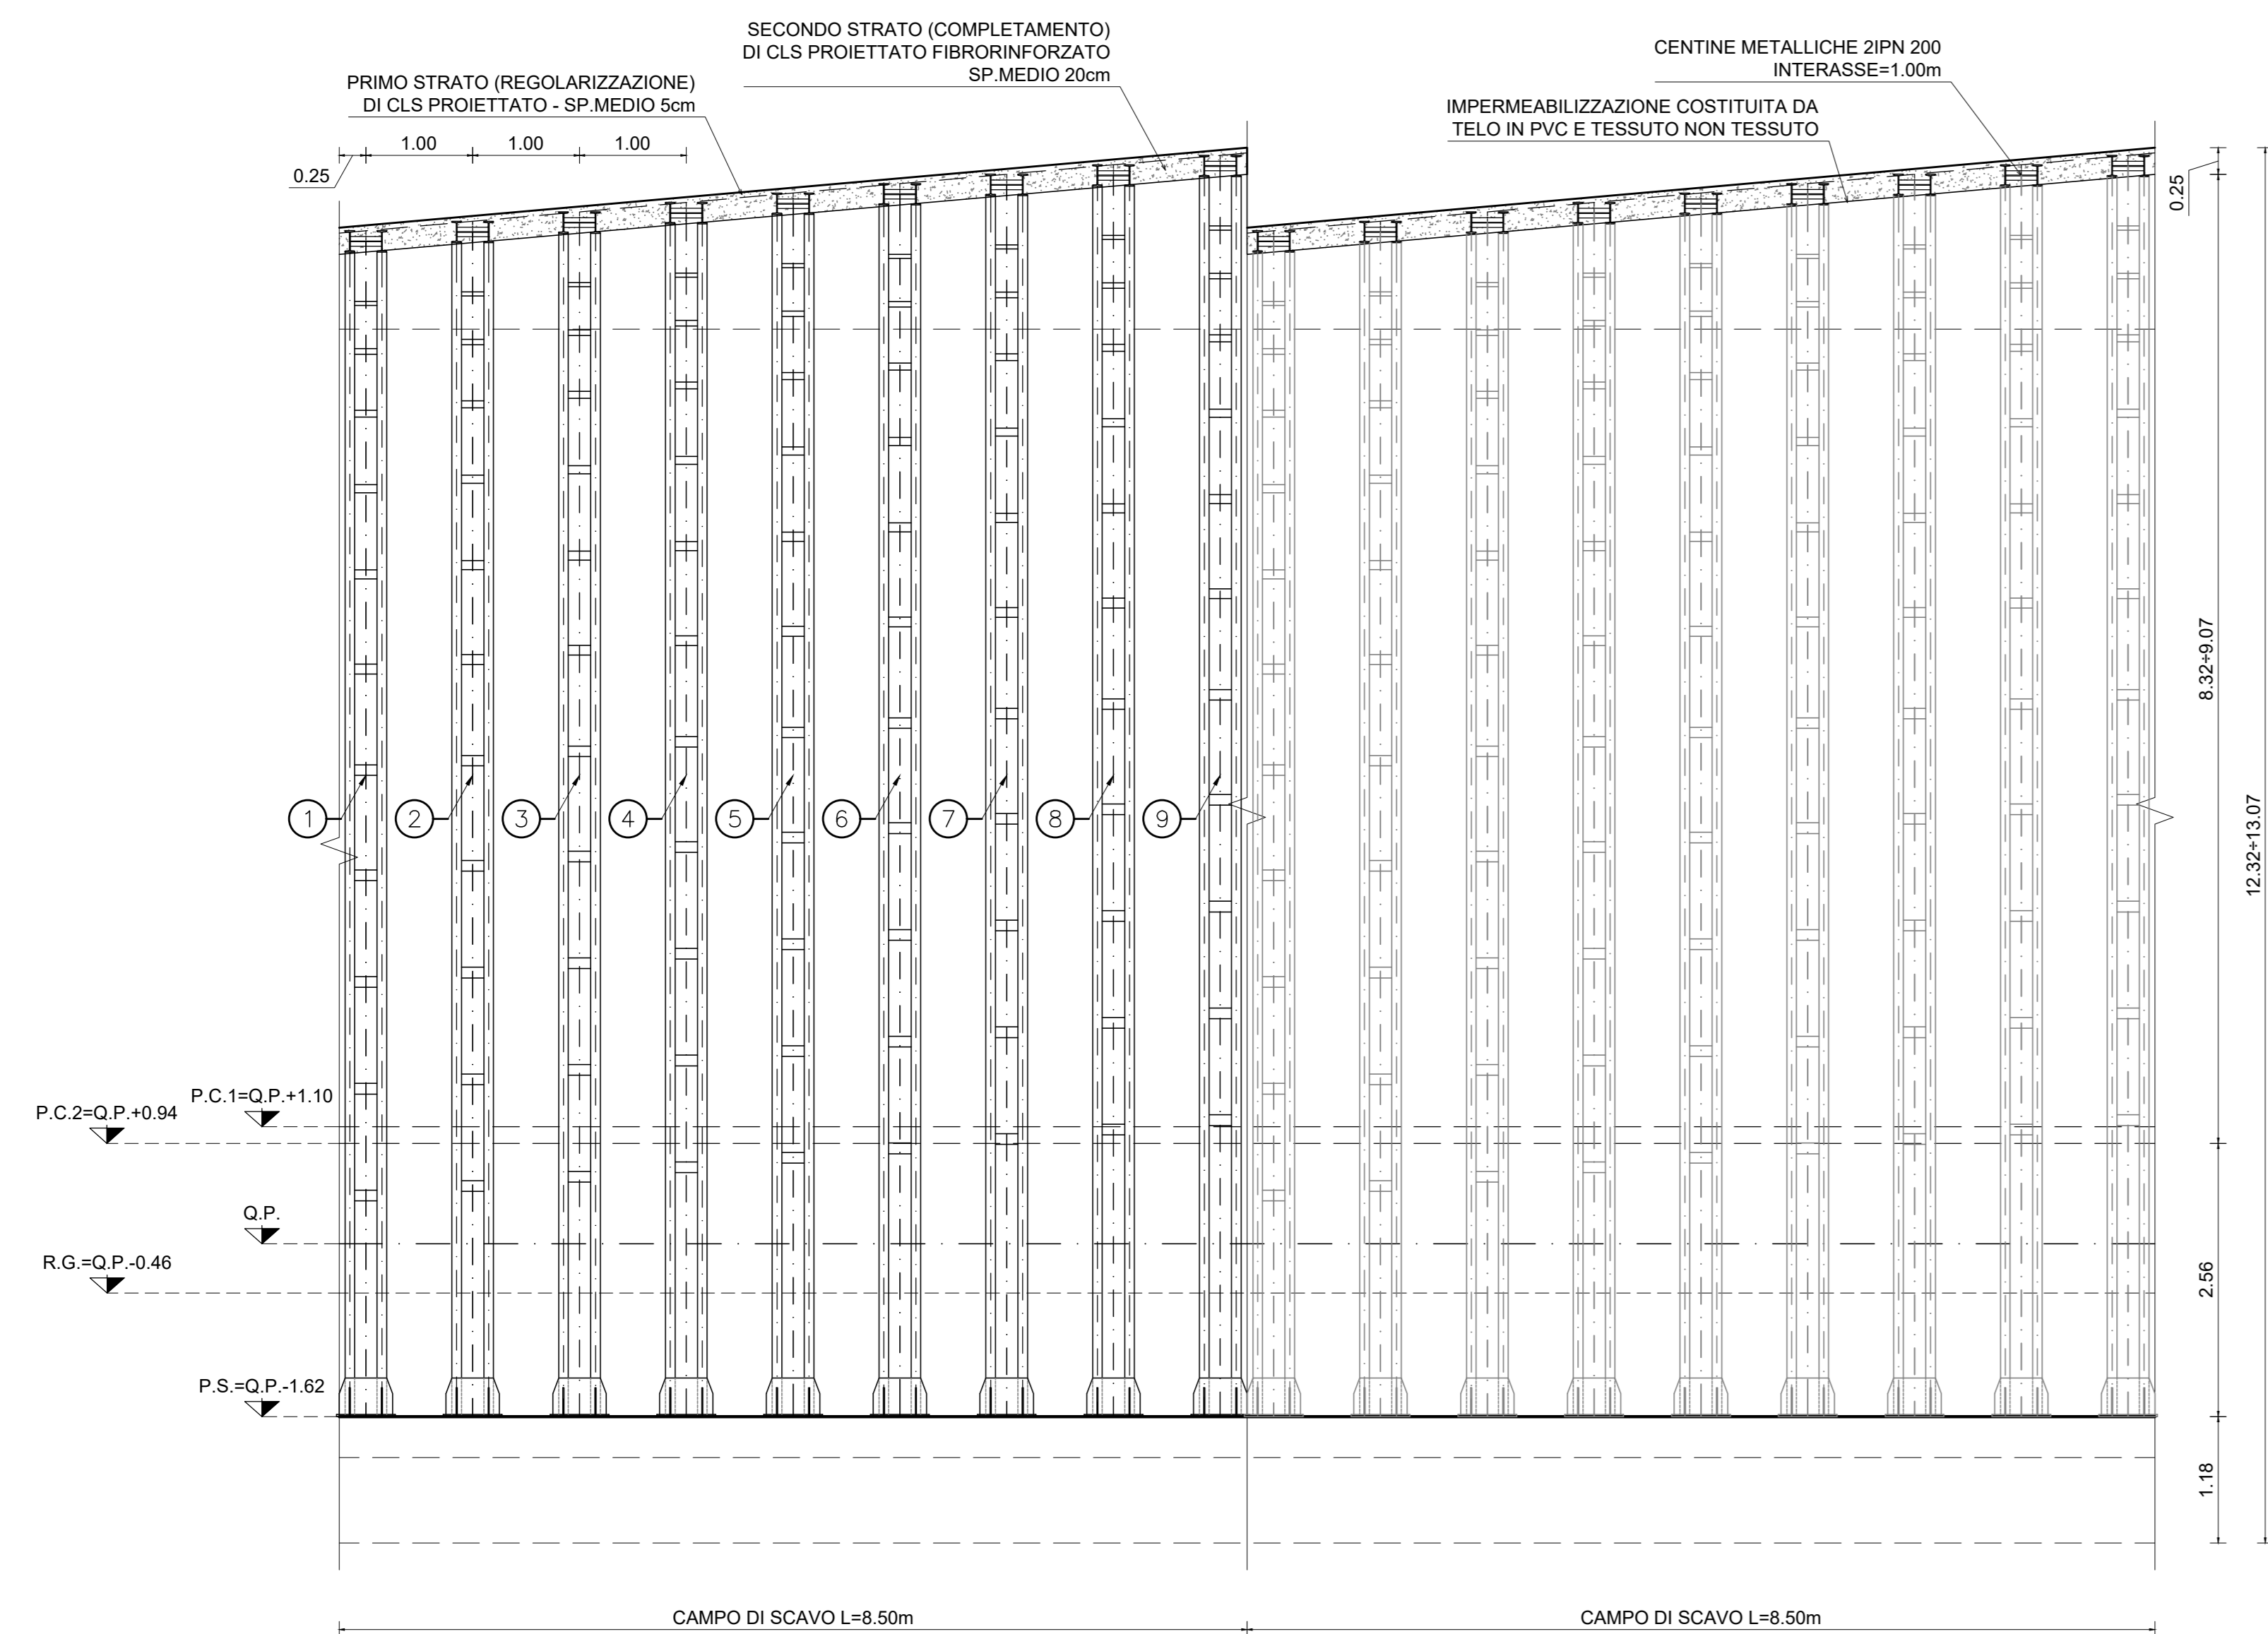 SECONDO STRATO (COMPLETAMENTO)
DI CLS PROIETTATO FIBRORINFORZATO
SP.MEDIO 20cm
CENTINE METALLICHE 2IPN 200
INTERASSE=1.00m
PRIMO STRATO (REGOLARIZZAZIONE)
DI CLS PROIETTATO - SP.MEDIO 5cm
IMPERMEABILIZZAZIONE COSTITUITA DA
TELO IN PVC E TESSUTO NON TESSUTO
1.00
1.00
1.00
0.25
0.25
8.32÷9.07
12.32÷13.07
1
2
3
4
5
6
7
8
9
P.C.1=Q.P.+1.10
P.C.2=Q.P.+0.94
Q.P.
R.G.=Q.P.-0.46
2.56
P.S.=Q.P.-1.62
1.18
CAMPO DI SCAVO L=8.50m
CAMPO DI SCAVO L=8.50m